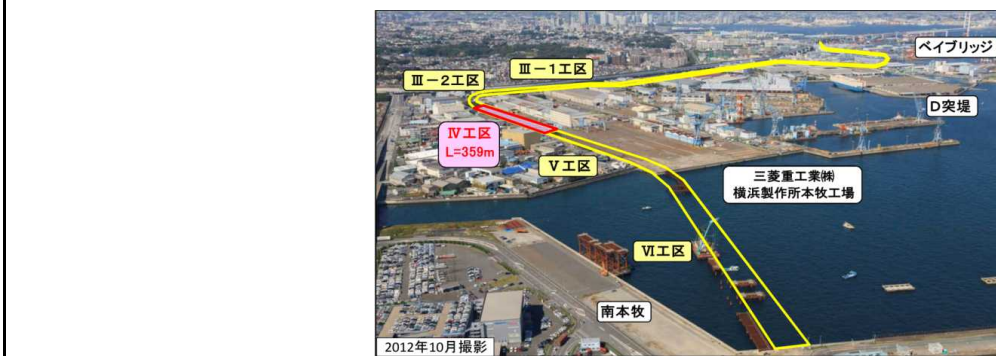 ベイブリッジ
Ⅲ－1工区
Ⅲ－2工区
D突堤
Ⅳ工区
L=359m
Ⅴ工区
三菱重工業㈱
横浜製作所本牧工場
Ⅵ工区
南本牧
2012年10月撮影